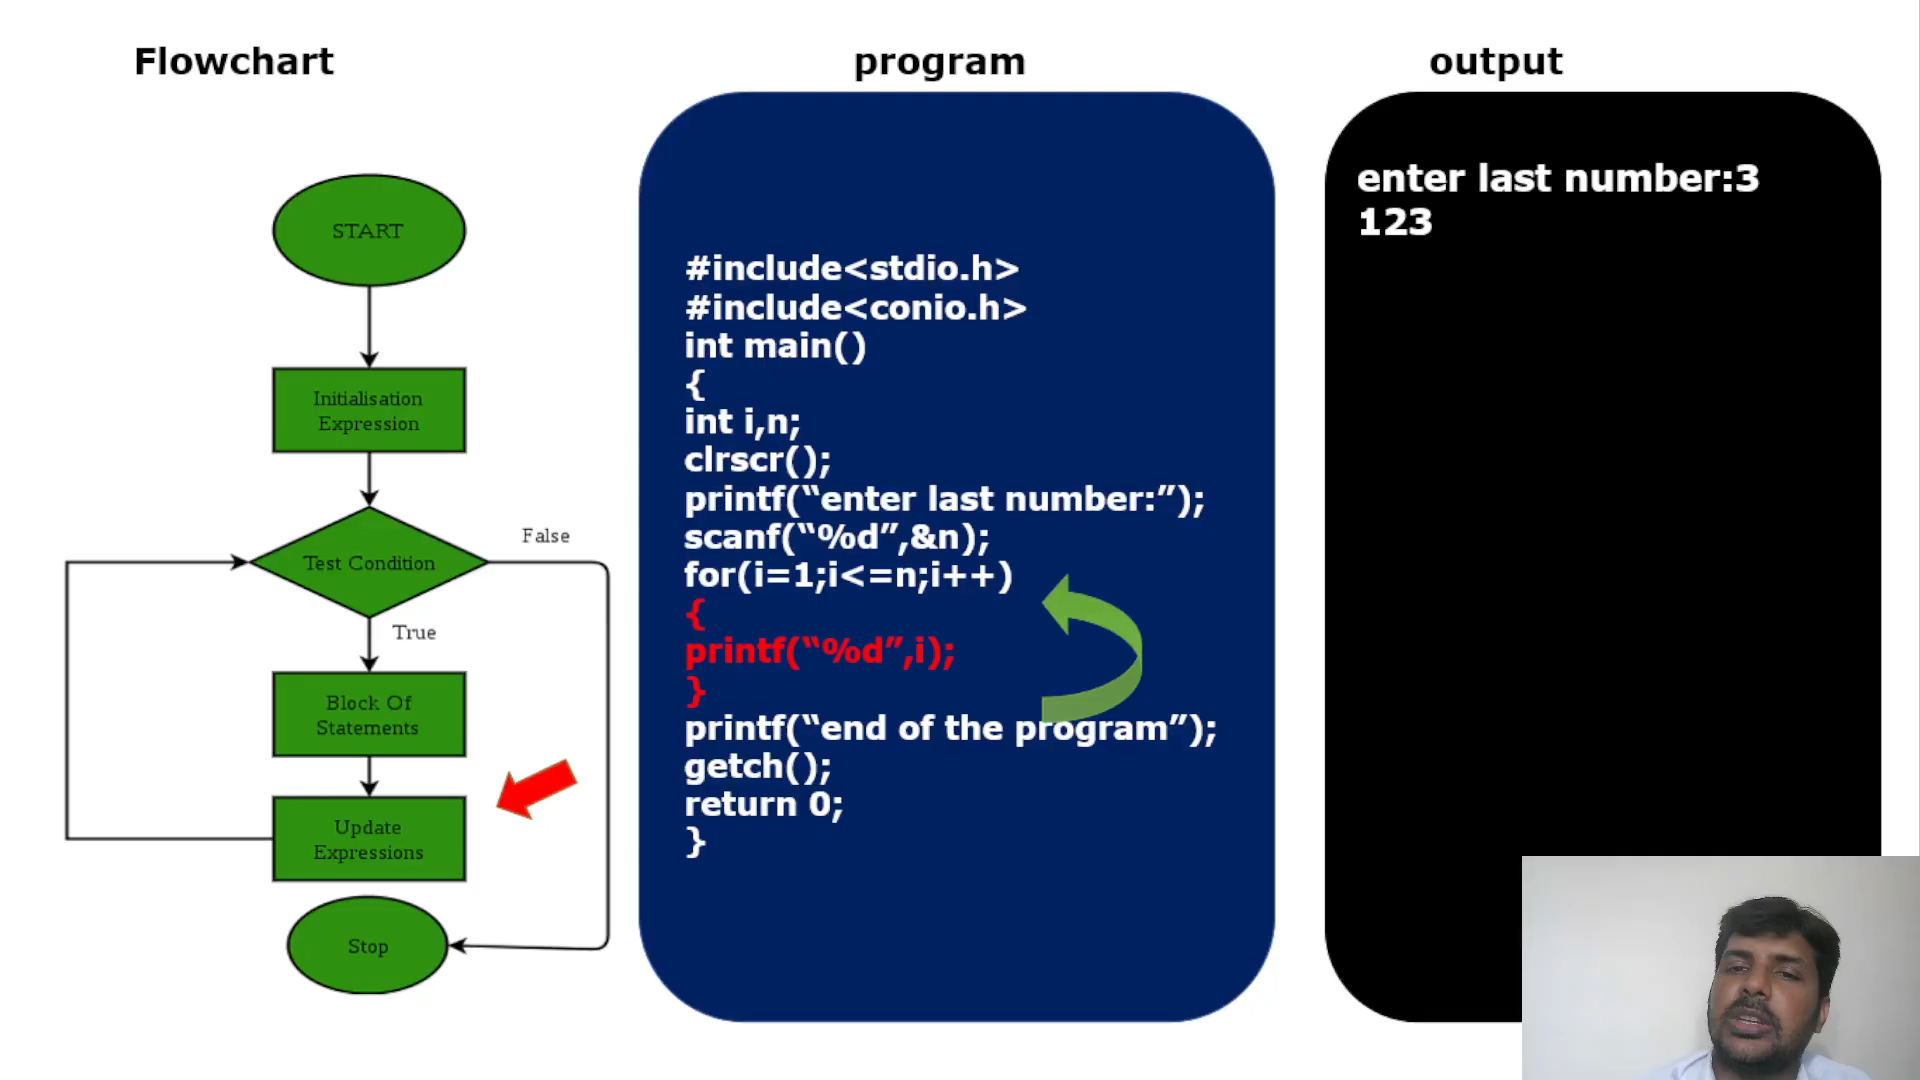 Flowchart
START
Initialisation
Expression
Test Condition
False
True
Block Of
Statements
Update
Expressions
Stop
program
#include<stdio.h>
#include<conio.h>
int main()
{
int i,n;
clrscr();
printf(“enter last number:”);
scanf(“%d”,&n);
for(i=1;i<=n;i++)
{
printf(“%d”,i);
}
printf(“end of the program”);
getch();
return 0;
}
output
enter last number:3
123